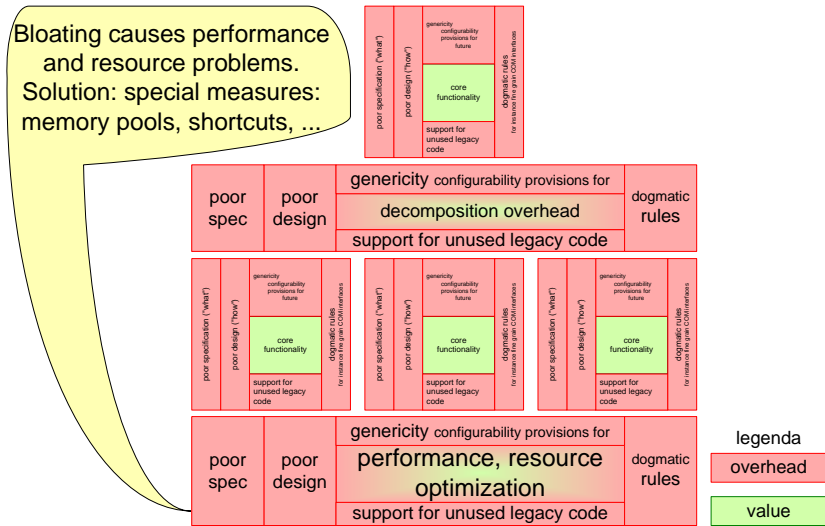 Bloating causes performance
and resource problems.
Solution: special measures:
memory pools, shortcuts, ...
poor specification ("what")
poor design ("how")
genericity
configurability
provisions for
future
core
functionality
support for
unused legacy
code
dogmatic rules
for instance fine grain COM interfaces
poor
spec
poor
design
genericity configurability provisions for
decomposition overhead
support for unused legacy code
dogmatic
rules
poor specification ("what")
poor design ("how")
genericity
configurability
provisions for
future
core
functionality
support for
unused legacy
code
dogmatic rules
for instance fine grain COM interfaces
poor specification ("what")
poor design ("how")
genericity
configurability
provisions for
future
core
functionality
support for
unused legacy
code
dogmatic rules
for instance fine grain COM interfaces
poor specification ("what")
poor design ("how")
genericity
configurability
provisions for
future
core
functionality
support for
unused legacy
code
dogmatic rules
for instance fine grain COM interfaces
poor
spec
poor
design
genericity configurability provisions for
performance, resource
optimization
support for unused legacy code
dogmatic
rules
legenda
overhead
value